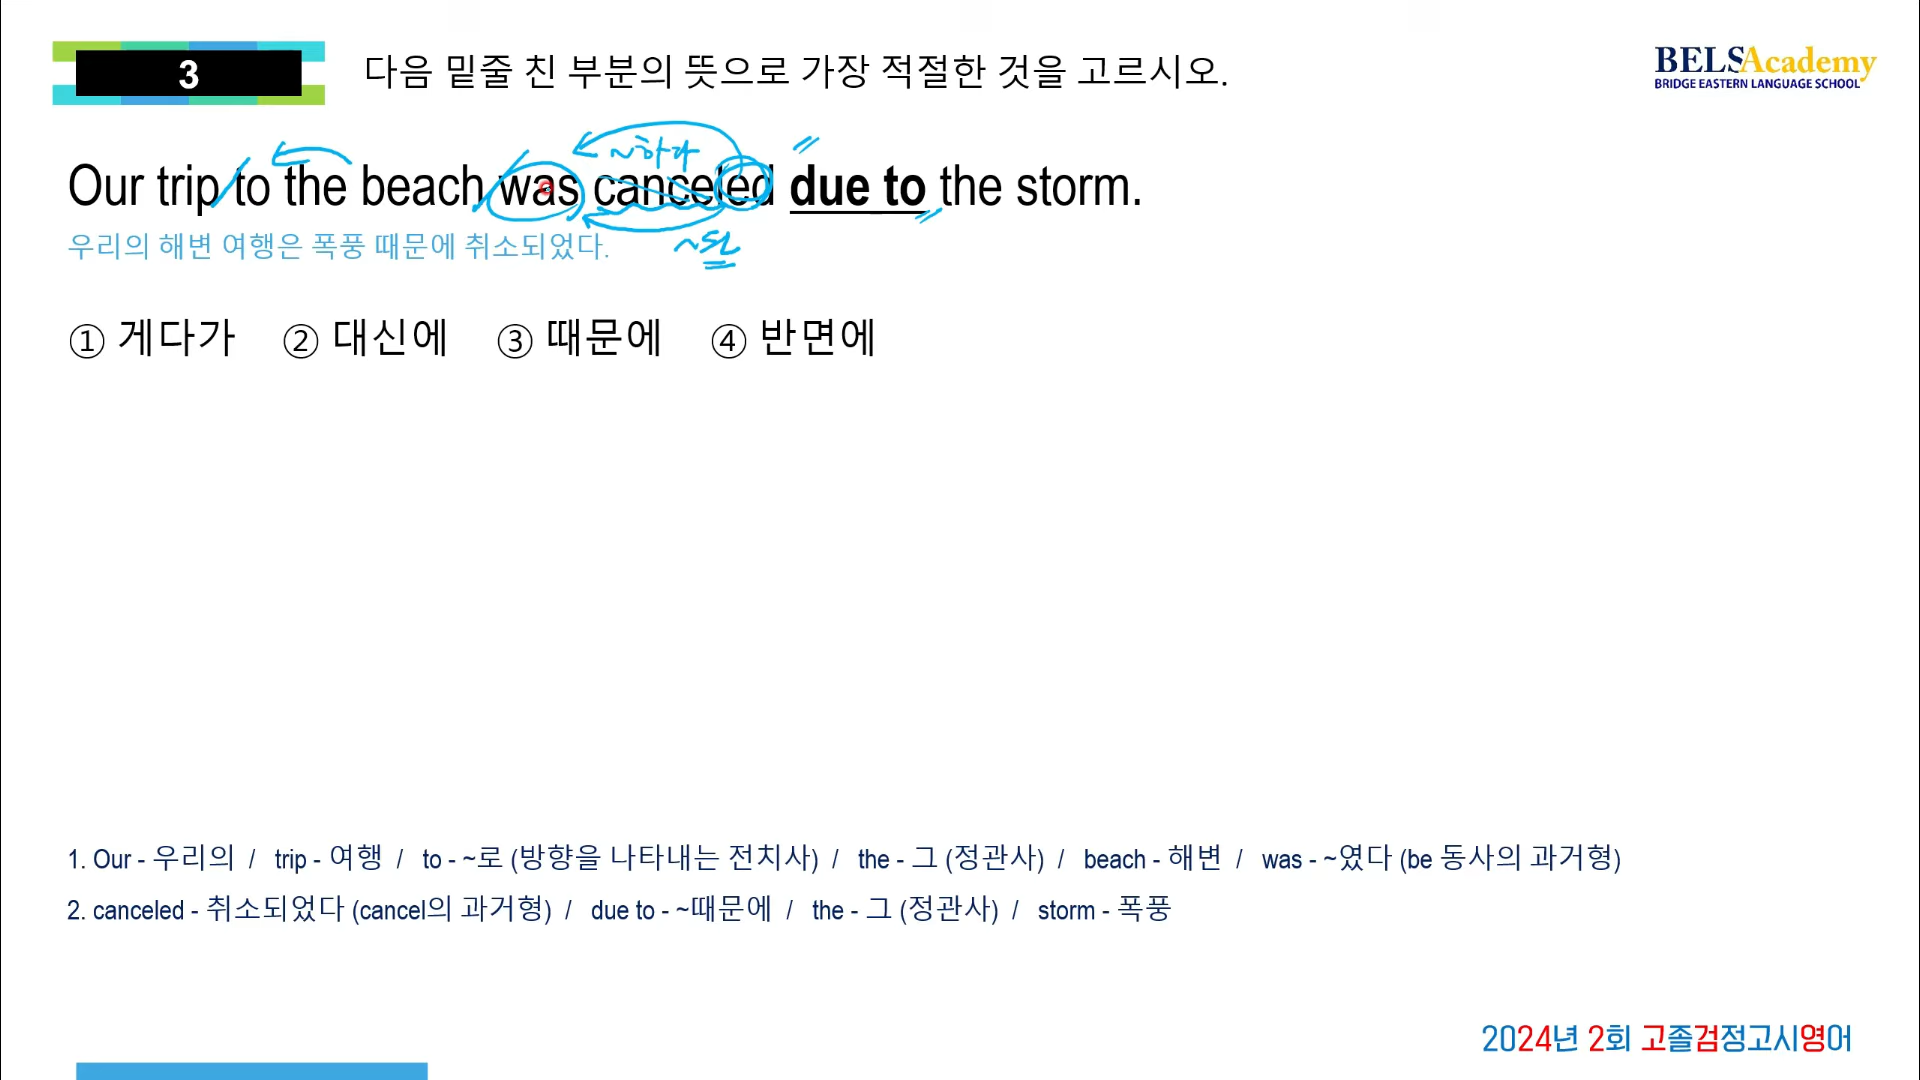 3 다음 밑줄 친 부분의 뜻으로 가장 적절한 것을 고르시오.
BELSAcademy
BRIDGE EASTERN LANGUAGE SCHOOL
~하다
Our trip to the beach was canceled due to the storm.
우리의 해변 여행은 폭풍 때문에 취소되었다.
~된
① 게다가 ② 대신에 ③ 때문에 ④ 반면에
1. Our - 우리의 / trip - 여행 / to - ~로 (방향을 나타내는 전치사) / the - 그 (정관사) / beach - 해변 / was - ~였다 (be 동사의 과거형)
2. canceled - 취소되었다 (cancel의 과거형) / due to - ~때문에 / the - 그 (정관사) / storm - 폭풍
2024년 2회 고졸검정고시영어